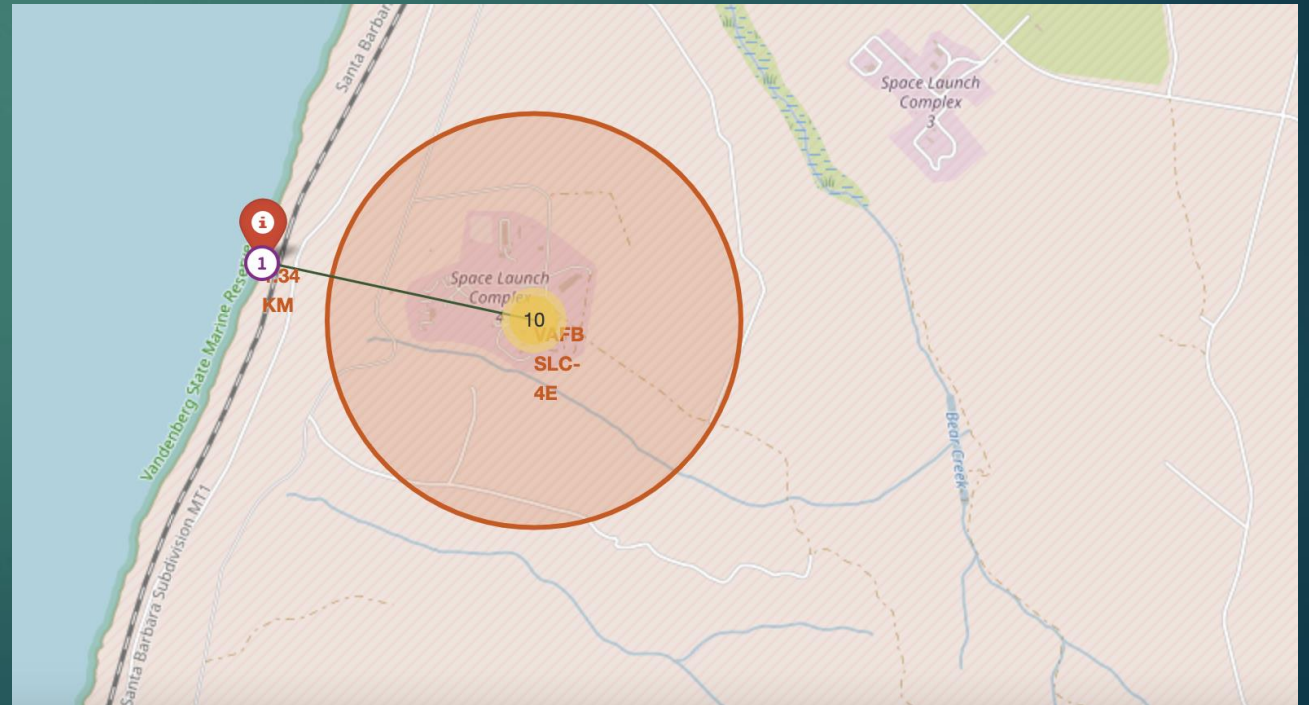 Santa Barbar
Space Launch
Complex
3
1
.34
KM
Space Launch
Complex
10
VAFB
SLC-
4E
Vandenberg State Marine Reserve
Bear Creek
Santa Barbara Subdivision MT1